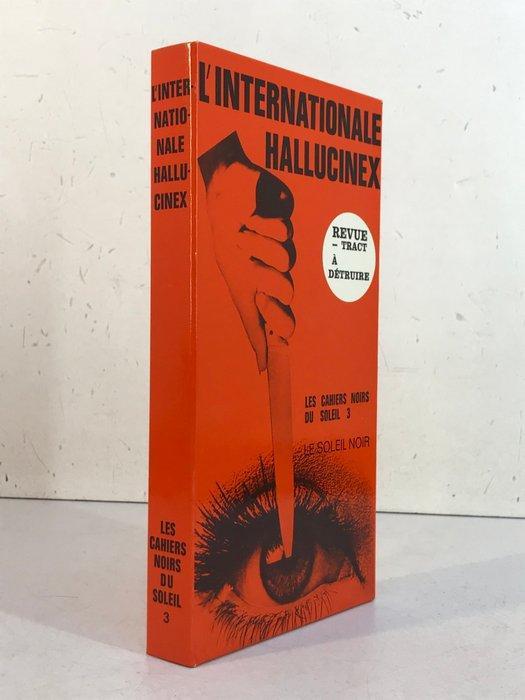 L'INTER-
NATIO-
NALE
HALLU-
CINEX
LES
CAHIERS
NOIRS
DU
SOLEIL
3
L'INTERNATIONALE
HALLUCINEX
REVUE
- TRACT
À
DÉTRUIRE
LES CAHIERS NOIRS
DU SOLEIL 3
LE SOLEIL NOIR